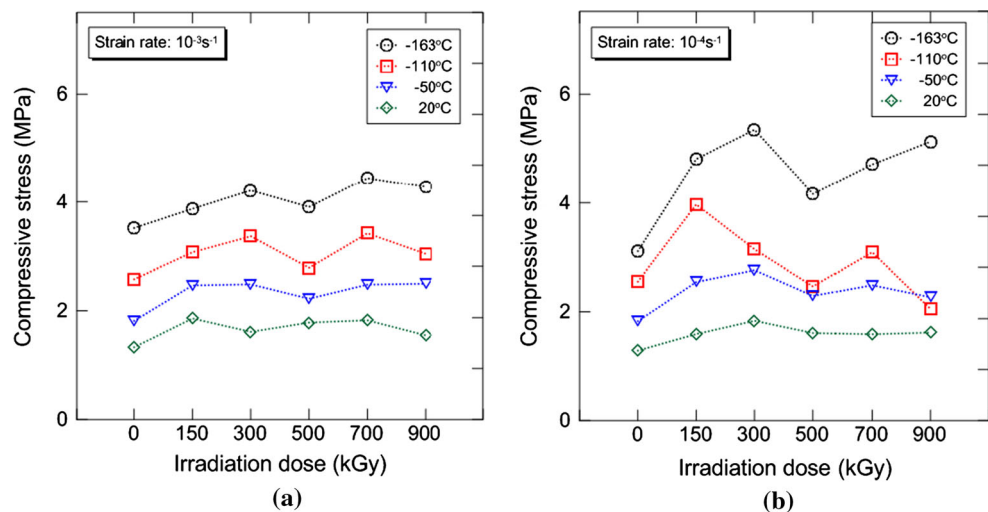 Strain rate: 10⁻³s⁻¹
-163°C
-110°C
-50°C
20°C
Compressive stress (MPa)
6
4
2
0
0 150 300 500 700 900
Irradiation dose (kGy)
(a)
Strain rate: 10⁻⁴s⁻¹
-163°C
-110°C
-50°C
20°C
Compressive stress (MPa)
6
4
2
0
0 150 300 500 700 900
Irradiation dose (kGy)
(b)